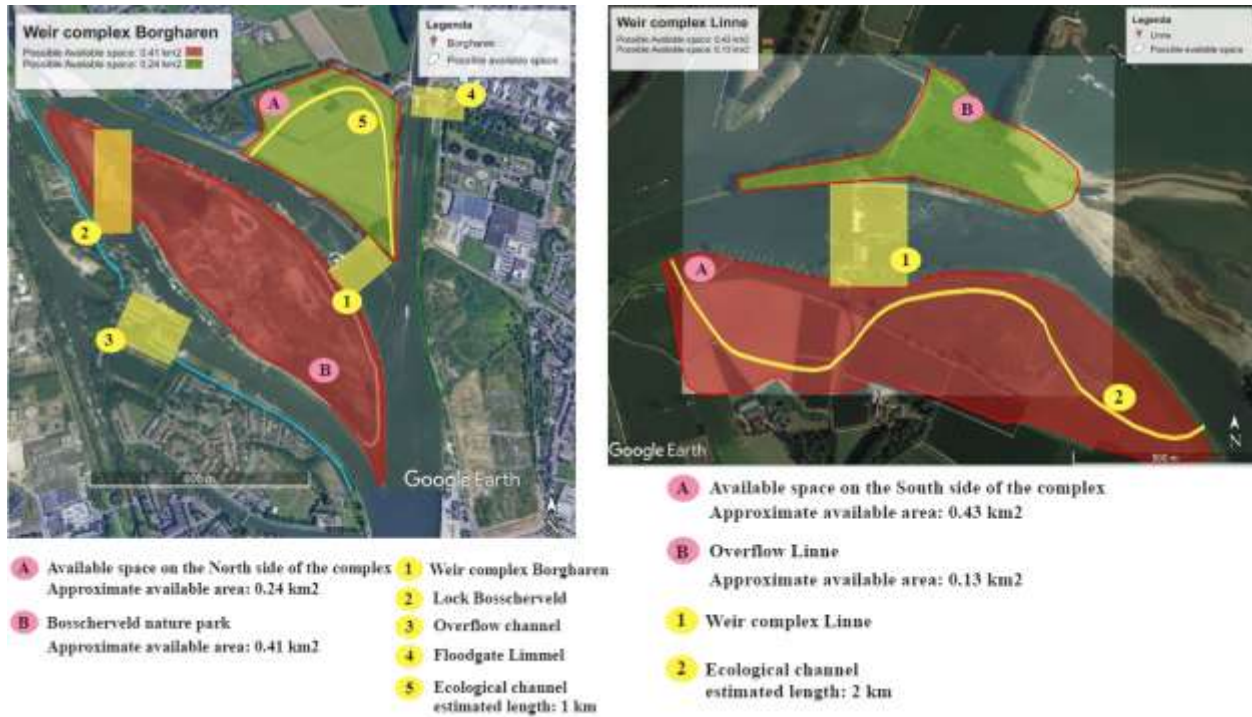 Weir complex Borgharen
Possible Available space: 0.41 km2
Possible Available space: 0,24 km2
Legenda
Borgharen
Possible available space
A
5
4
2
1
3
B
600 m
Google Earth
N
A Available space on the North side of the complex
Approximate available area: 0.24 km2
B Bosscherveld nature park
Approximate available area: 0.41 km2
1 Weir complex Borgharen
2 Lock Bosscherveld
3 Overflow channel
4 Floodgate Limmel
5 Ecological channel
estimated length: 1 km
Weir complex Linne
Possible Available space: 0.43 km2
Possible Available space: 0.13 km2
Legenda
Linne
Possible available space
B
A
1
2
Google Earth
N
A Available space on the South side of the complex
Approximate available area: 0.43 km2
B Overflow Linne
Approximate available area: 0.13 km2
1 Weir complex Linne
2 Ecological channel
estimated length: 2 km